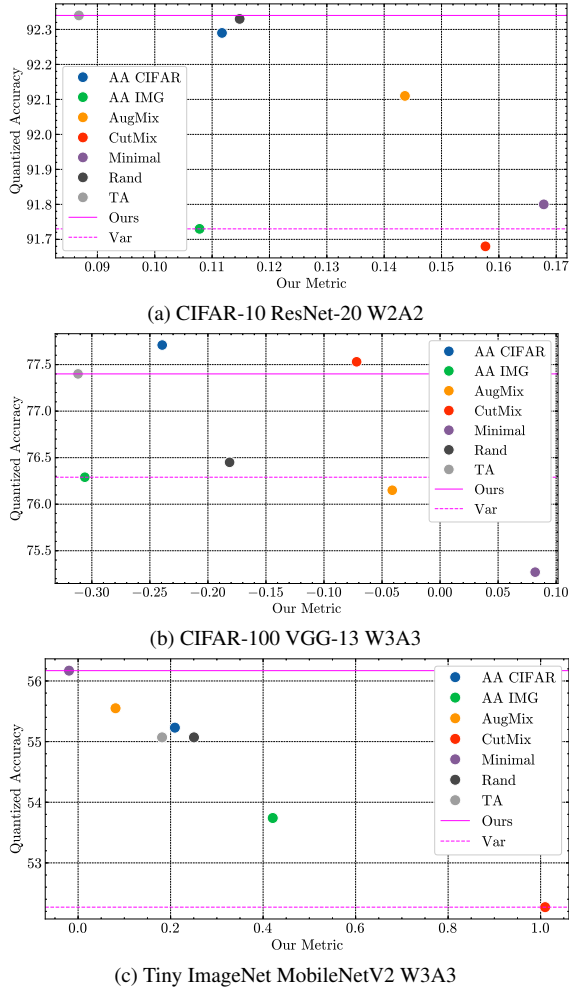 Quantized Accuracy
92.3
92.2
92.1
92.0
91.9
91.8
91.7
AA CIFAR
AA IMG
AugMix
CutMix
Minimal
Rand
TA
Ours
Var
0.09 0.10 0.11 0.12 0.13 0.14 0.15 0.16 0.17
Our Metric
(a) CIFAR-10 ResNet-20 W2A2
Quantized Accuracy
77.5
77.0
76.5
76.0
75.5
AA CIFAR
AA IMG
AugMix
CutMix
Minimal
Rand
TA
Ours
Var
−0.30 −0.25 −0.20 −0.15 −0.10 −0.05 0.00 0.05 0.10
Our Metric
(b) CIFAR-100 VGG-13 W3A3
Quantized Accuracy
56
55
54
53
AA CIFAR
AA IMG
AugMix
CutMix
Minimal
Rand
TA
Ours
Var
0.0 0.2 0.4 0.6 0.8 1.0
Our Metric
(c) Tiny ImageNet MobileNetV2 W3A3